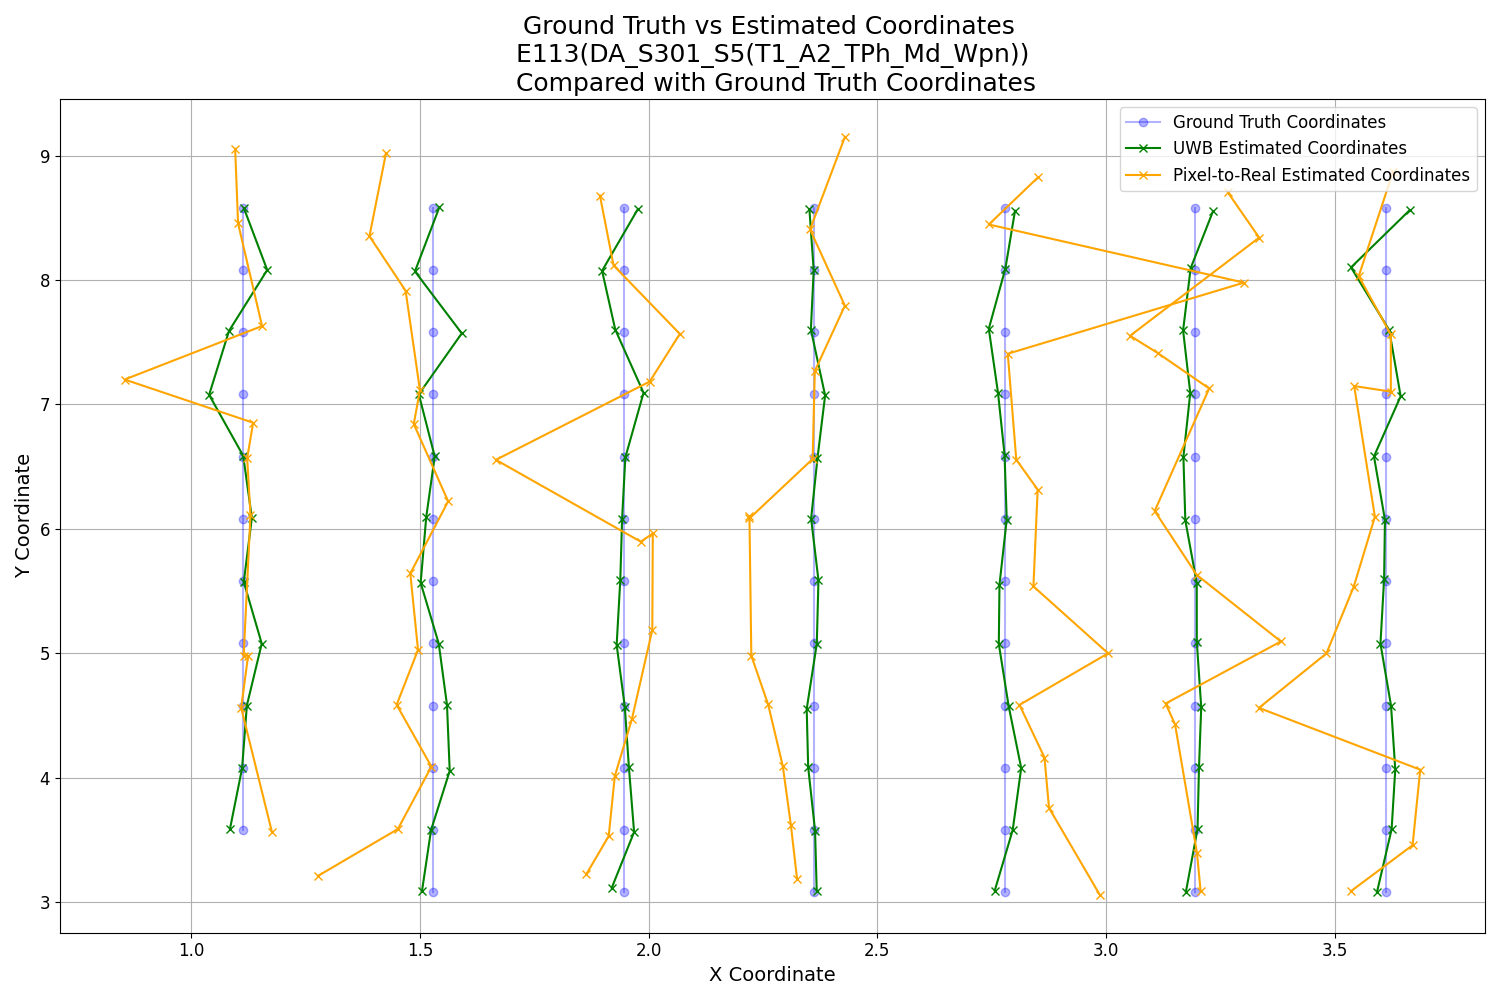 Ground Truth vs Estimated Coordinates
E113(DA_S301_S5(T1_A2_TPh_Md_Wpn))
Compared with Ground Truth Coordinates
Ground Truth Coordinates
UWB Estimated Coordinates
Pixel-to-Real Estimated Coordinates
Y Coordinate
9
8
7
6
5
4
3
1.0 1.5 2.0 2.5 3.0 3.5
X Coordinate